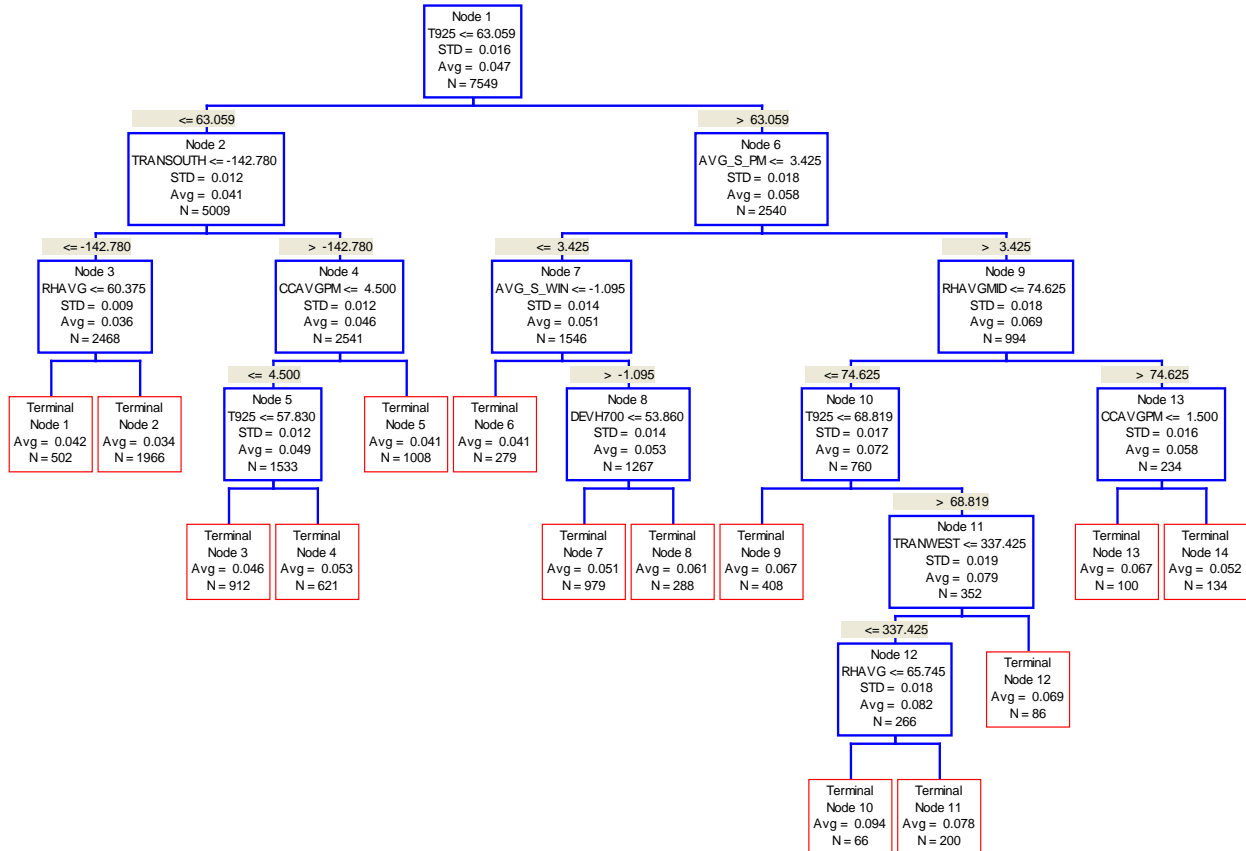 Node 1
T925 <= 63.059
STD = 0.016
Avg = 0.047
N = 7549
<= 63.059
> 63.059
Node 2
TRANSOUTH <= -142.780
STD = 0.012
Avg = 0.041
N = 5009
Node 6
AVG_S_PM <= 3.425
STD = 0.018
Avg = 0.058
N = 2540
<= -142.780
> -142.780
<= 3.425
> 3.425
Node 3
RHAVG <= 60.375
STD = 0.009
Avg = 0.036
N = 2468
Node 4
CCAVGPM <= 4.500
STD = 0.012
Avg = 0.046
N = 2541
Node 7
AVG_S_WIN <= -1.095
STD = 0.014
Avg = 0.051
N = 1546
Node 9
RHAVGMID <= 74.625
STD = 0.018
Avg = 0.069
N = 994
<= 4.500
> -1.095
<= 74.625
> 74.625
Terminal
Node 1
Avg = 0.042
N = 502
Terminal
Node 2
Avg = 0.034
N = 1966
Node 5
T925 <= 57.830
STD = 0.012
Avg = 0.049
N = 1533
Terminal
Node 5
Avg = 0.041
N = 1008
Terminal
Node 6
Avg = 0.041
N = 279
Node 8
DEVH700 <= 53.860
STD = 0.014
Avg = 0.053
N = 1267
Node 10
T925 <= 68.819
STD = 0.017
Avg = 0.072
N = 760
Node 13
CCAVGPM <= 1.500
STD = 0.016
Avg = 0.058
N = 234
> 68.819
Terminal
Node 3
Avg = 0.046
N = 912
Terminal
Node 4
Avg = 0.053
N = 621
Terminal
Node 7
Avg = 0.051
N = 979
Terminal
Node 8
Avg = 0.061
N = 288
Terminal
Node 9
Avg = 0.067
N = 408
Node 11
TRANWEST <= 337.425
STD = 0.019
Avg = 0.079
N = 352
Terminal
Node 13
Avg = 0.067
N = 100
Terminal
Node 14
Avg = 0.052
N = 134
<= 337.425
Node 12
RHAVG <= 65.745
STD = 0.018
Avg = 0.082
N = 266
Terminal
Node 12
Avg = 0.069
N = 86
Terminal
Node 10
Avg = 0.094
N = 66
Terminal
Node 11
Avg = 0.078
N = 200